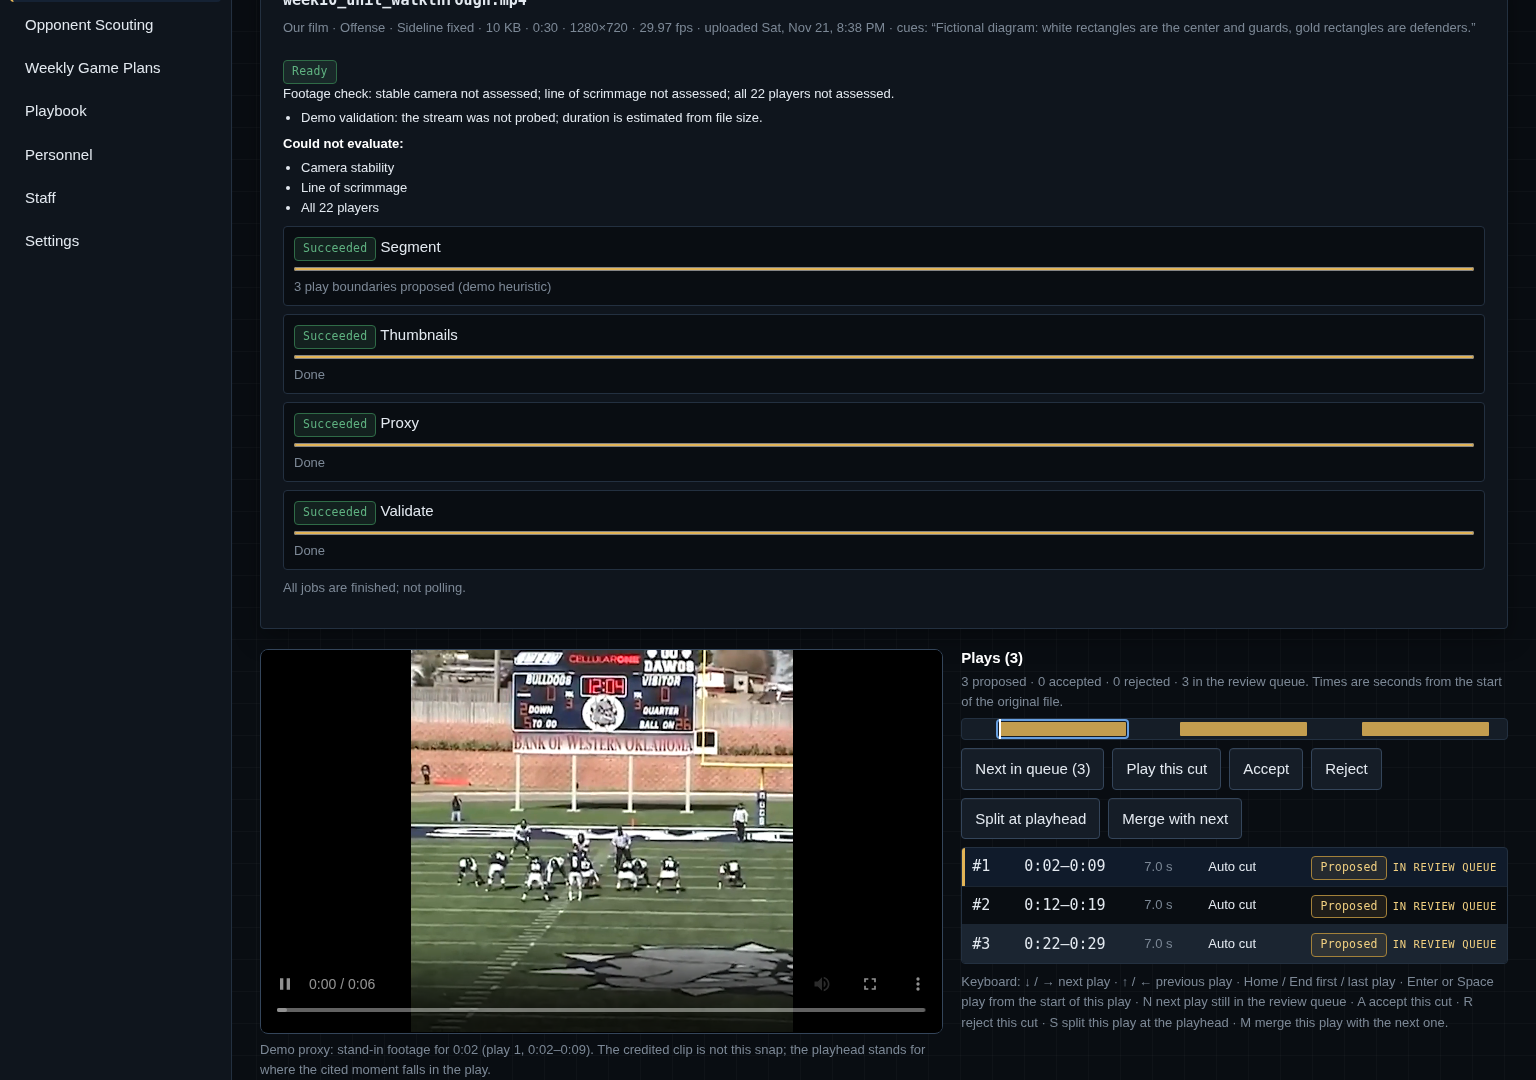 Opponent Scouting
Weekly Game Plans
Playbook
Personnel
Staff
Settings
week10_unit_walkthrough.mp4
Our film · Offense · Sideline fixed · 10 KB · 0:30 · 1280×720 · 29.97 fps · uploaded Sat, Nov 21, 8:38 PM · cues: “Fictional diagram: white rectangles are the center and guards, gold rectangles are defenders.”
Ready
Footage check: stable camera not assessed; line of scrimmage not assessed; all 22 players not assessed.
• Demo validation: the stream was not probed; duration is estimated from file size.
Could not evaluate:
• Camera stability
• Line of scrimmage
• All 22 players
Succeeded Segment
3 play boundaries proposed (demo heuristic)
Succeeded Thumbnails
Done
Succeeded Proxy
Done
Succeeded Validate
Done
All jobs are finished; not polling.
CELLULARONE
DAWGS
BULLDOGS 12:04 VISITOR
2 DOWN 3 QUARTER
5 TO GO BALL ON 26
BANK OF WESTERN OKLAHOMA
0:00 / 0:06
Demo proxy: stand-in footage for 0:02 (play 1, 0:02–0:09). The credited clip is not this snap; the playhead stands for
where the cited moment falls in the play.
Plays (3)
3 proposed · 0 accepted · 0 rejected · 3 in the review queue. Times are seconds from the start
of the original file.
Next in queue (3) Play this cut Accept Reject
Split at playhead Merge with next
#1 0:02–0:09 7.0 s Auto cut Proposed IN REVIEW QUEUE
#2 0:12–0:19 7.0 s Auto cut Proposed IN REVIEW QUEUE
#3 0:22–0:29 7.0 s Auto cut Proposed IN REVIEW QUEUE
Keyboard: ↓ / → next play · ↑ / ← previous play · Home / End first / last play · Enter or Space
play from the start of this play · N next play still in the review queue · A accept this cut · R
reject this cut · S split this play at the playhead · M merge this play with the next one.